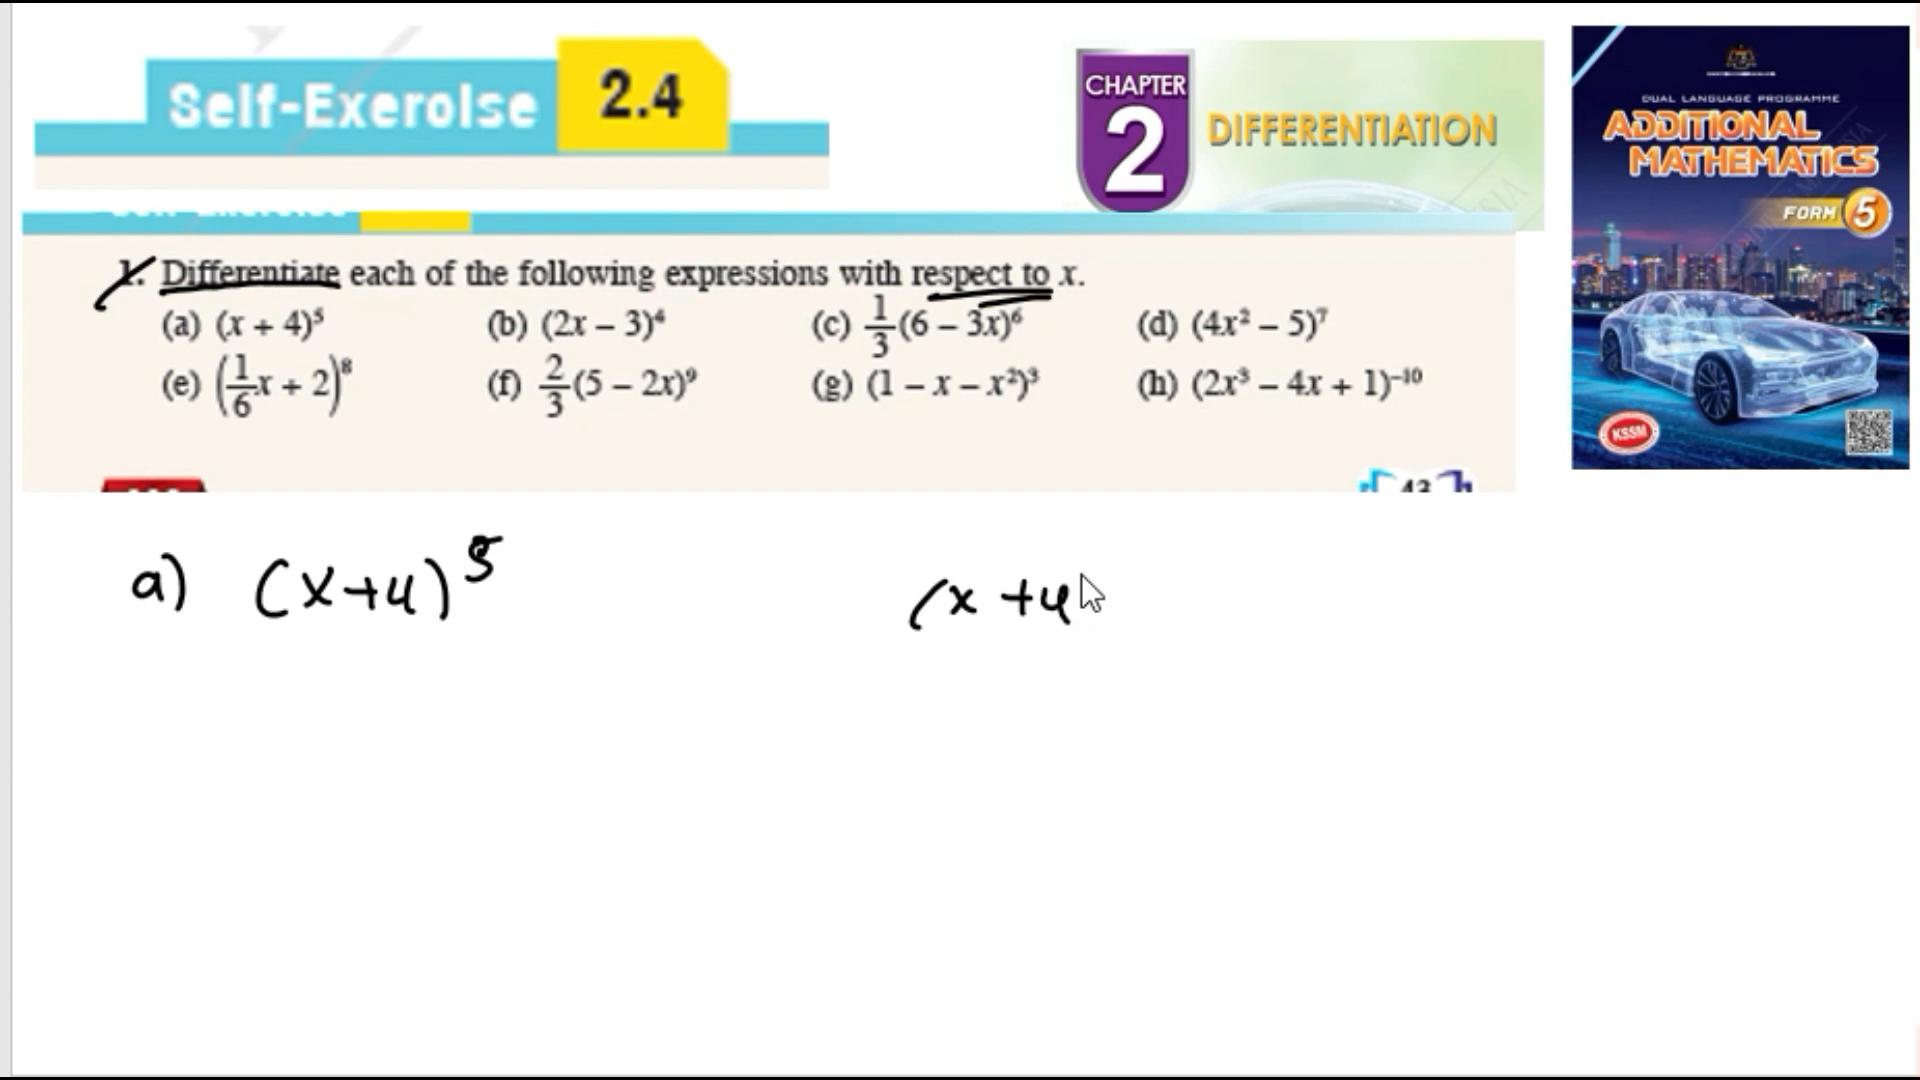 Self-Exercise 2.4
CHAPTER 2 DIFFERENTIATION
DUAL LANGUAGE PROGRAMME
ADDITIONAL
MATHEMATICS
FORM 5
KSSM
1. Differentiate each of the following expressions with respect to x.
(a) (x + 4)⁵ (b) (2x – 3)⁴ (c) 1/3(6 – 3x)⁶ (d) (4x² – 5)⁷
(e) (1/6x + 2)⁸ (f) 2/3(5 – 2x)⁹ (g) (1 – x – x²)³ (h) (2x³ – 4x + 1)⁻¹⁰
43
a) (x+4)⁵ (x +4